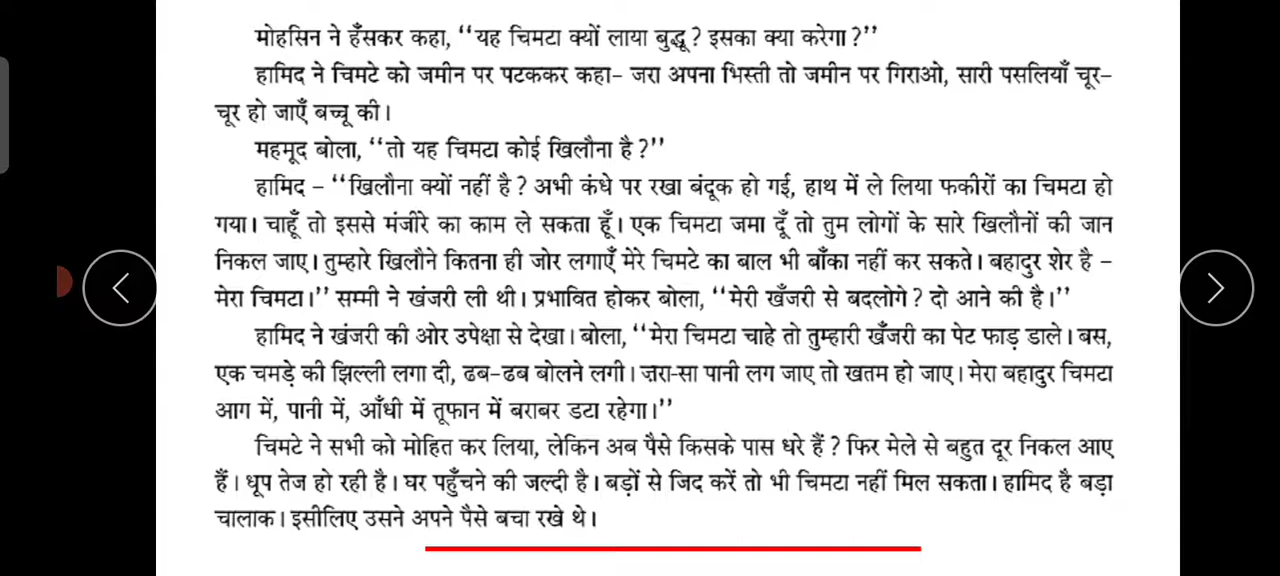 मोहसिन ने हँसकर कहा, ‘‘यह चिमटा क्यों लाया बुद्धू? इसका क्या करेगा?’’
हामिद ने चिमटे को जमीन पर पटककर कहा- जरा अपना भिस्ती तो जमीन पर गिराओ, सारी पसलियाँ चूर-
चूर हो जाएँ बच्चू की।
महमूद बोला, ‘‘तो यह चिमटा कोई खिलौना है?’’
हामिद – ‘‘खिलौना क्यों नहीं है? अभी कंधे पर रखा बंदूक हो गई, हाथ में ले लिया फकीरों का चिमटा हो
गया। चाहूँ तो इससे मंजीरे का काम ले सकता हूँ। एक चिमटा जमा दूँ तो तुम लोगों के सारे खिलौनों की जान
निकल जाए। तुम्हारे खिलौने कितना ही जोर लगाएँ मेरे चिमटे का बाल भी बाँका नहीं कर सकते। बहादुर शेर है –
मेरा चिमटा।’’ सम्मी ने खंजरी ली थी। प्रभावित होकर बोला, ‘‘मेरी खँजरी से बदलोगे? दो आने की है।’’
हामिद ने खंजरी की ओर उपेक्षा से देखा। बोला, ‘‘मेरा चिमटा चाहे तो तुम्हारी खँजरी का पेट फाड़ डाले। बस,
एक चमड़े की झिल्ली लगा दी, ढब-ढब बोलने लगी। ज़रा-सा पानी लग जाए तो खतम हो जाए। मेरा बहादुर चिमटा
आग में, पानी में, आँधी में तूफान में बराबर डटा रहेगा।’’
चिमटे ने सभी को मोहित कर लिया, लेकिन अब पैसे किसके पास धरे हैं? फिर मेले से बहुत दूर निकल आए
हैं। धूप तेज हो रही है। घर पहुँचने की जल्दी है। बड़ों से जिद करें तो भी चिमटा नहीं मिल सकता। हामिद है बड़ा
चालाक। इसीलिए उसने अपने पैसे बचा रखे थे।